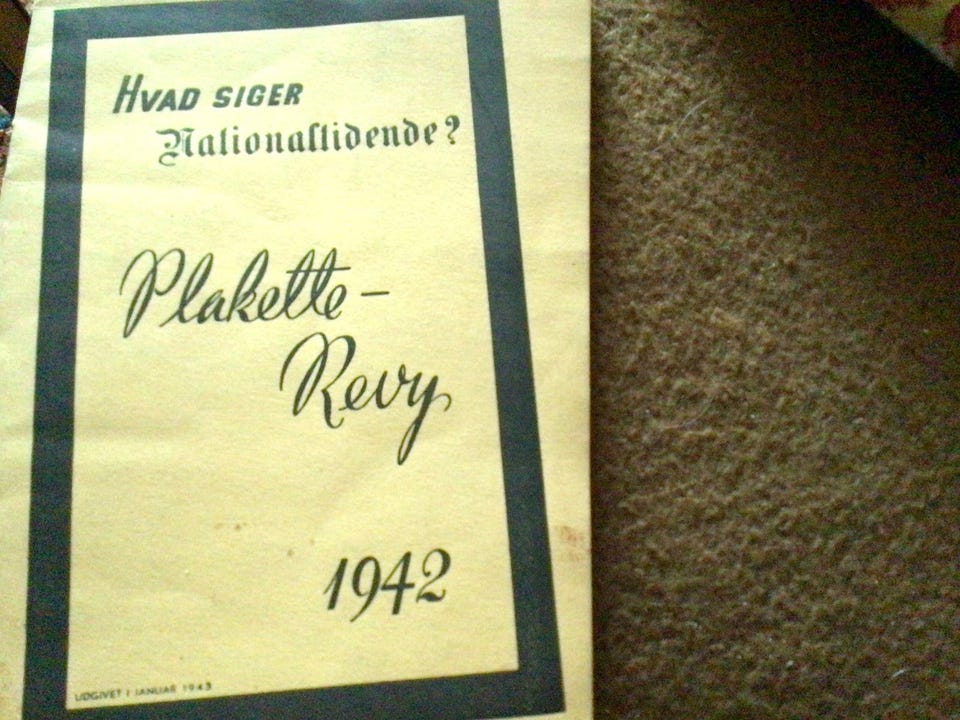 HVAD SIGER
Nationaltidende?
Plakette-
Revy
1942
UDGIVET I JANUAR 1943